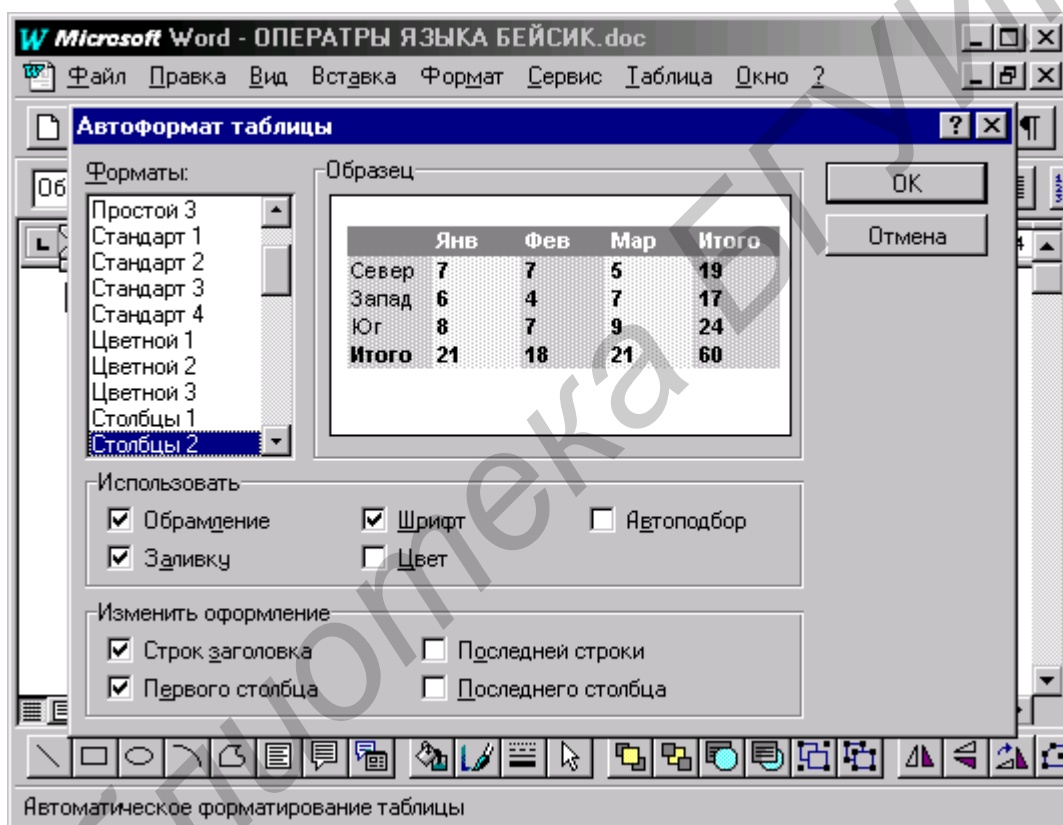 Microsoft Word - ОПЕРАТРЫ ЯЗЫКА БЕЙСИК.doc
Файл Правка Вид Вставка Формат Сервис Таблица Окно ?
Автоформат таблицы
Форматы:
Образец
OK
Отмена
Об
Простой 3
Стандарт 1
Стандарт 2
Стандарт 3
Стандарт 4
Цветной 1
Цветной 2
Цветной 3
Столбцы 1
Столбцы 2
Янв Фев Мар Итого
Север 7 7 5 19
Запад 6 4 7 17
Юг 8 7 9 24
Итого 21 18 21 60
Использовать
Обрамление Шрифт Автоподбор
Заливку Цвет
Изменить оформление
Строк заголовка Последней строки
Первого столбца Последнего столбца
Автоматическое форматирование таблицы